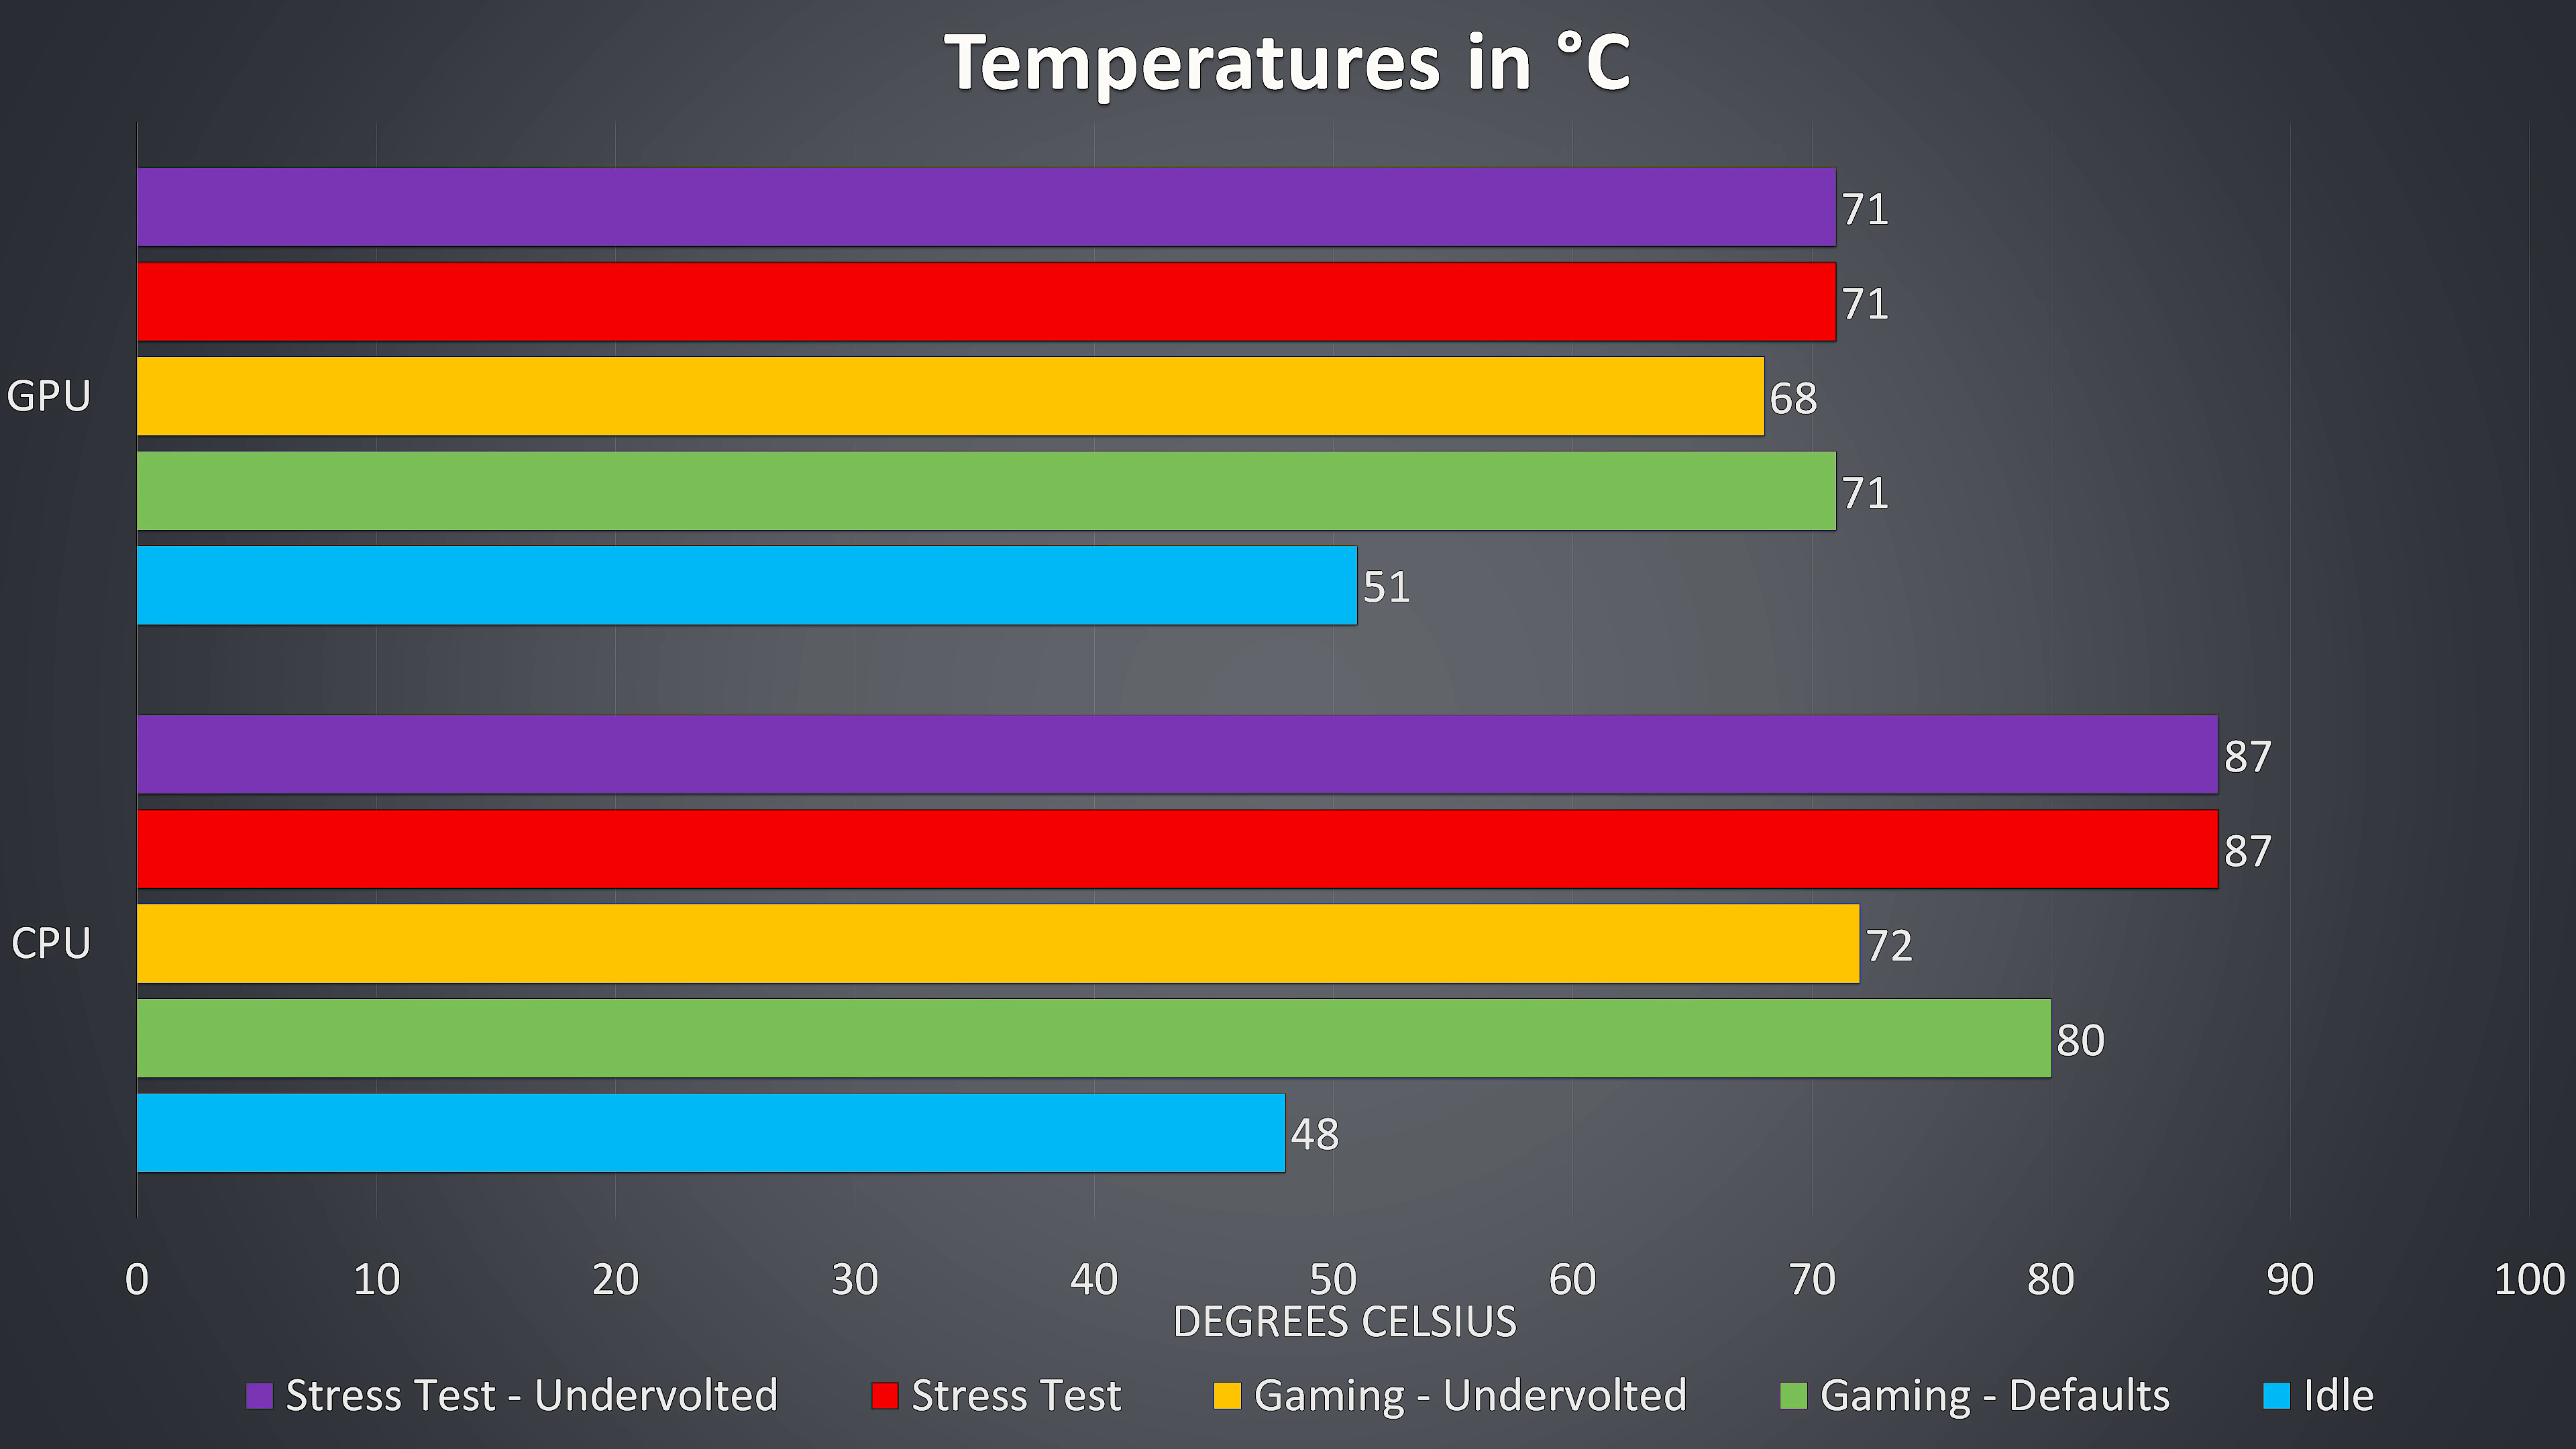 Temperatures in °C
71
71
GPU
68
71
51
87
87
CPU
72
80
48
0 10 20 30 40 50 60 70 80 90 100
DEGREES CELSIUS
Stress Test - Undervolted Stress Test Gaming - Undervolted Gaming - Defaults Idle